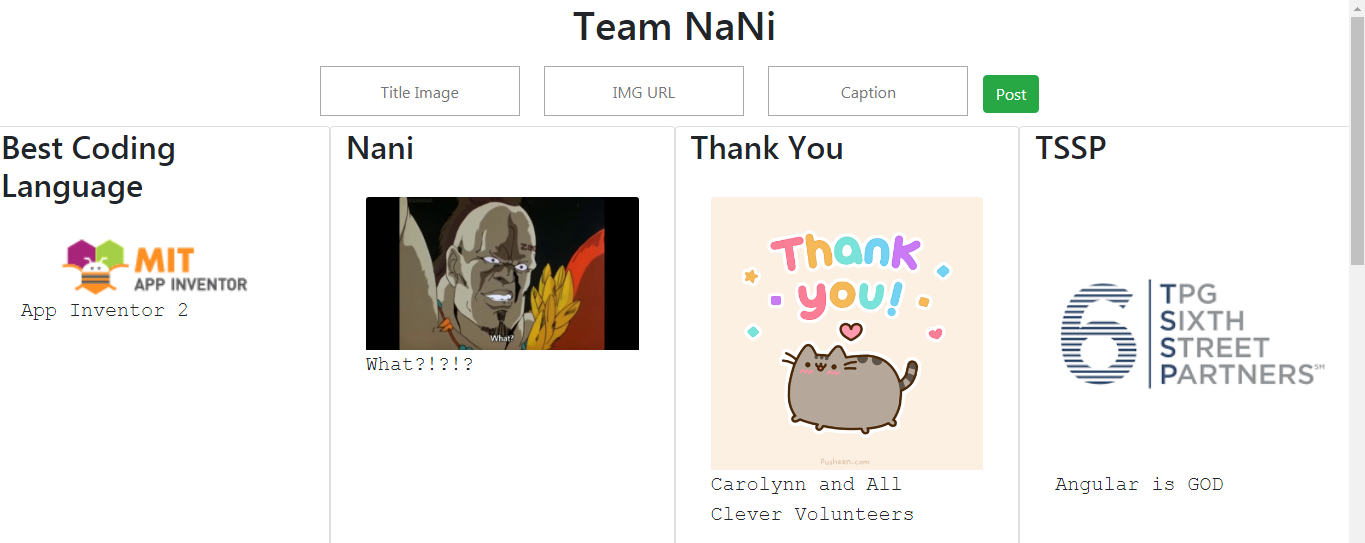 Team NaNi
Title Image
IMG URL
Caption
Post
Best Coding
Language
MIT
APP INVENTOR
App Inventor 2
Nani
What?
What?!?!?
Thank You
Thank
you!
Pusheen.com
Carolynn and All
Clever Volunteers
TSSP
6
TPG
SIXTH
STREET
PARTNERS℠
Angular is GOD